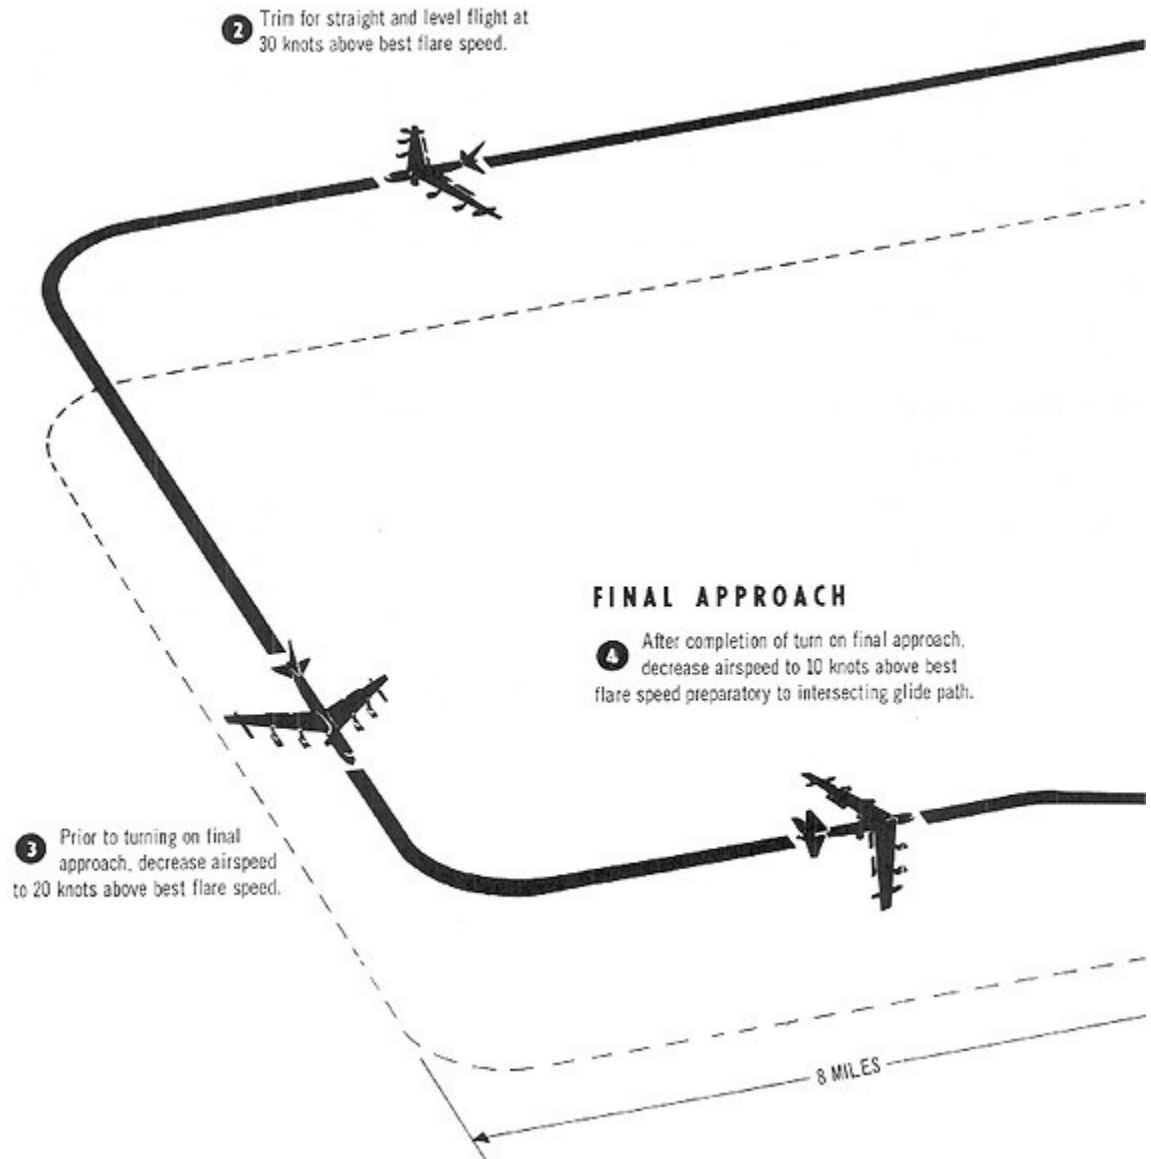 2 Trim for straight and level flight at
30 knots above best flare speed.
FINAL APPROACH
4 After completion of turn on final approach,
decrease airspeed to 10 knots above best
flare speed preparatory to intersecting glide path.
3 Prior to turning on final
approach, decrease airspeed
to 20 knots above best flare speed.
8 MILES